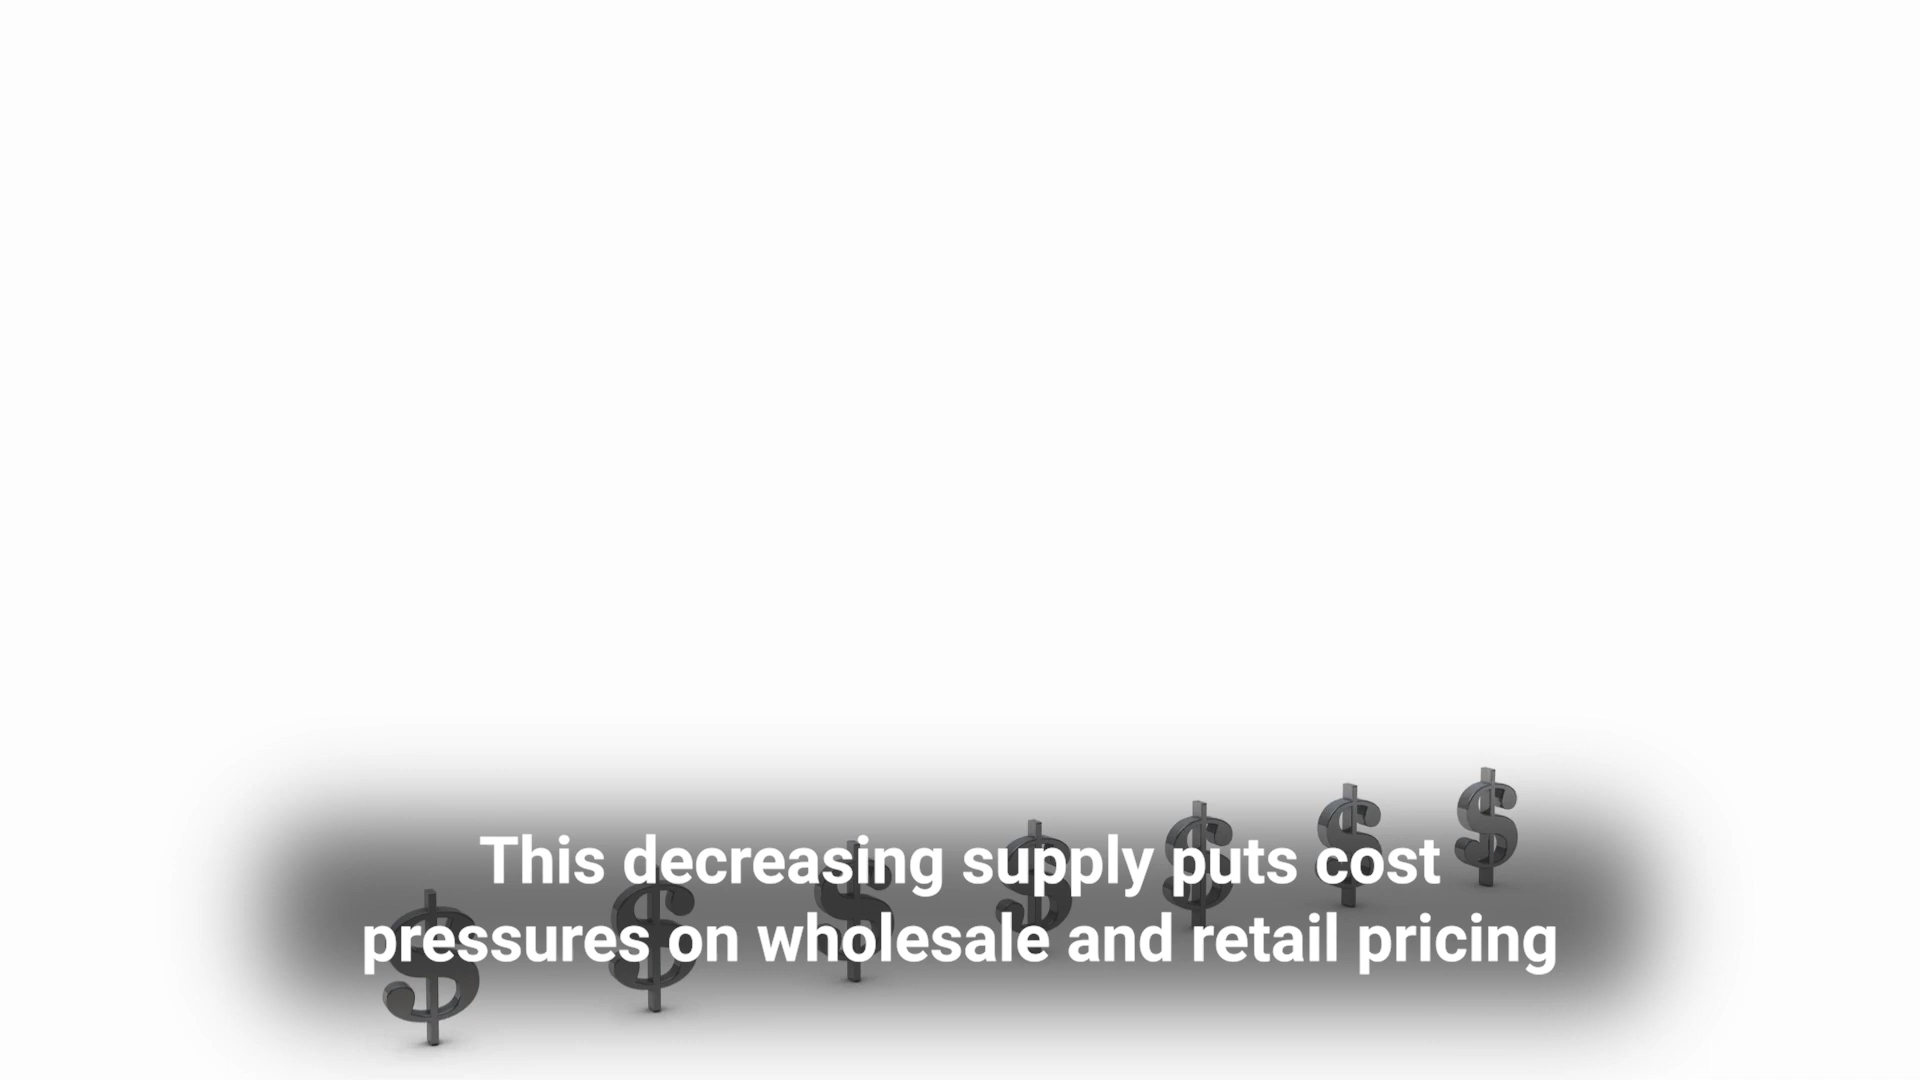 This decreasing supply puts cost
pressures on wholesale and retail pricing